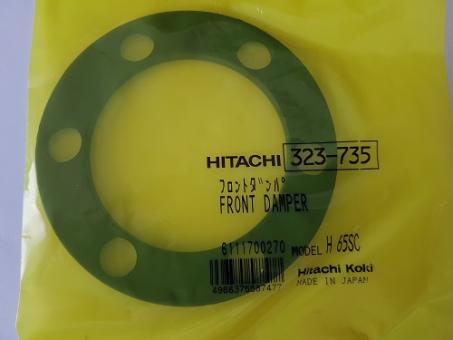 HITACHI 323-735
ﾌﾛﾝﾄﾀﾞﾝﾊﾟ
FRONT DAMPER
6111700270 MODEL H 65SC
4966375587477
Hitachi Koki
MADE IN JAPAN